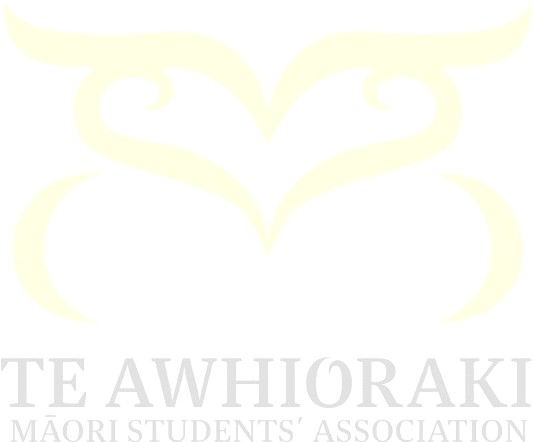 TE AWHIORAKI
MĀORI STUDENTS' ASSOCIATION